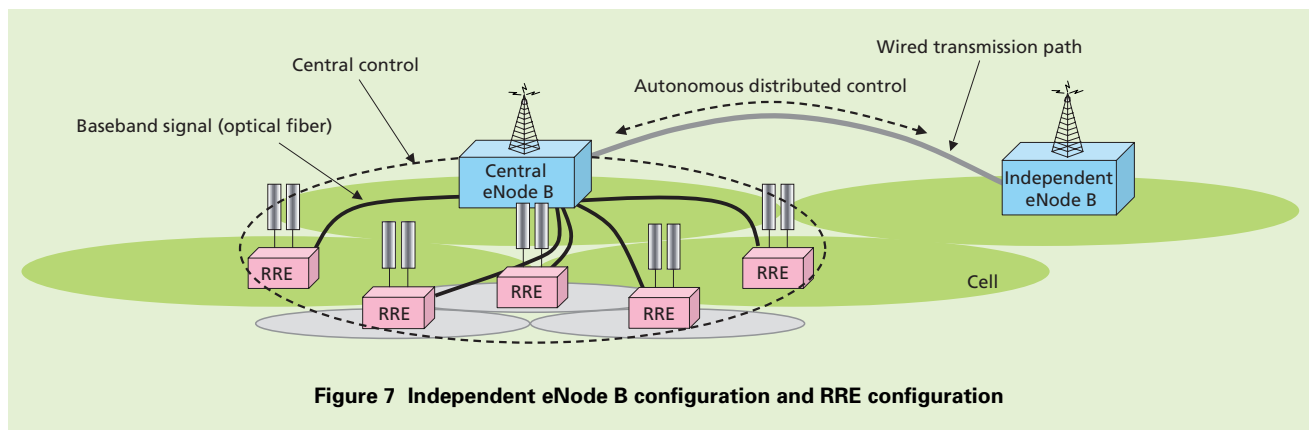 Wired transmission path
Central control
Autonomous distributed control
Baseband signal (optical fiber)
Central
eNode B
Independent
eNode B
RRE
RRE
RRE
RRE
RRE
Cell
Figure 7 Independent eNode B configuration and RRE configuration